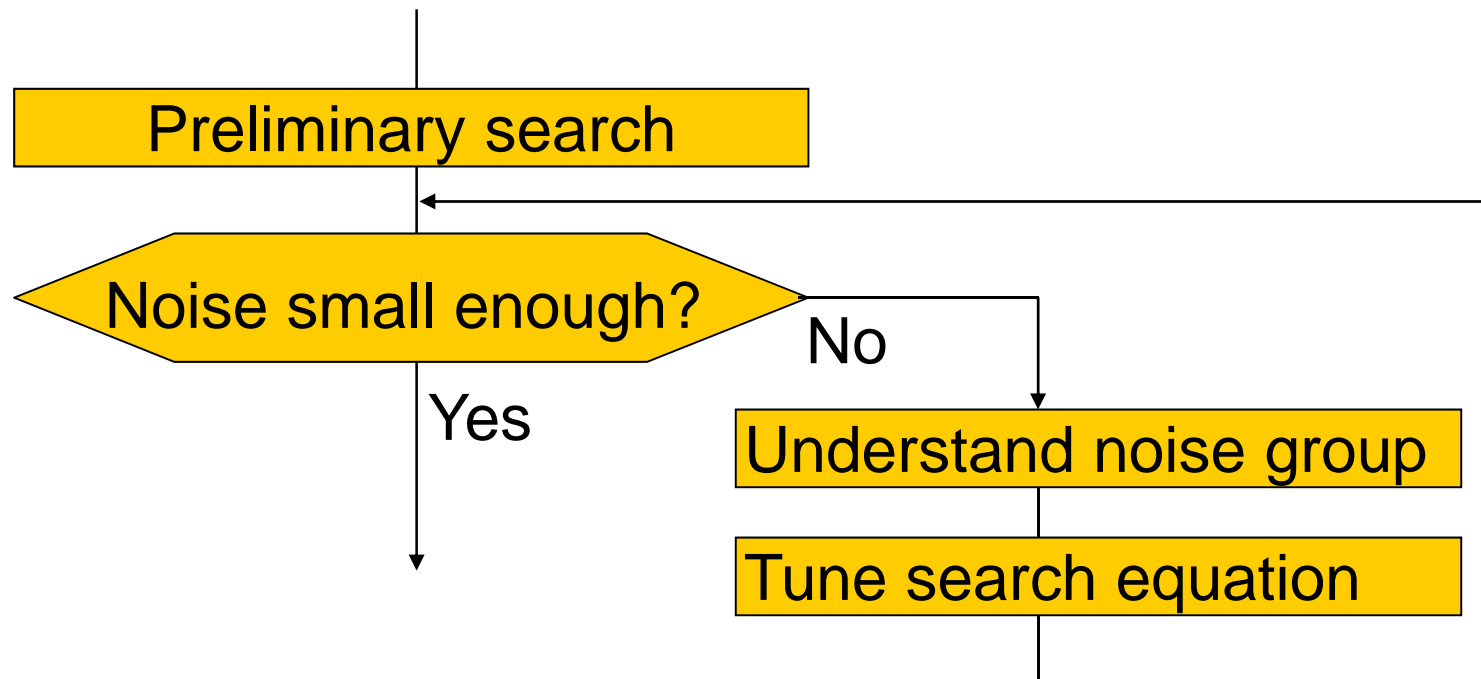 Preliminary search
Noise small enough?
No
Yes
Understand noise group
Tune search equation